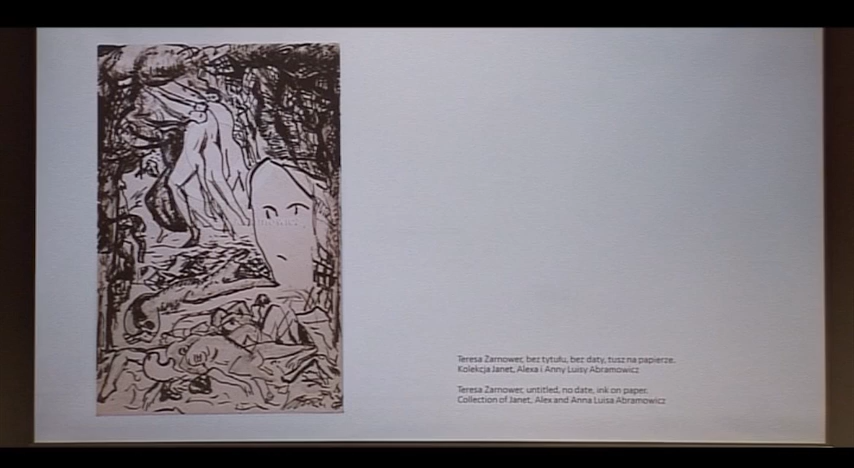 Teresa Żarnower, bez tytułu, bez daty, tusz na papierze.
Kolekcja Janet, Alexa i Anny Luisy Abramowicz
Teresa Żarnower, untitled, no date, ink on paper.
Collection of Janet, Alex and Anna Luisa Abramowicz